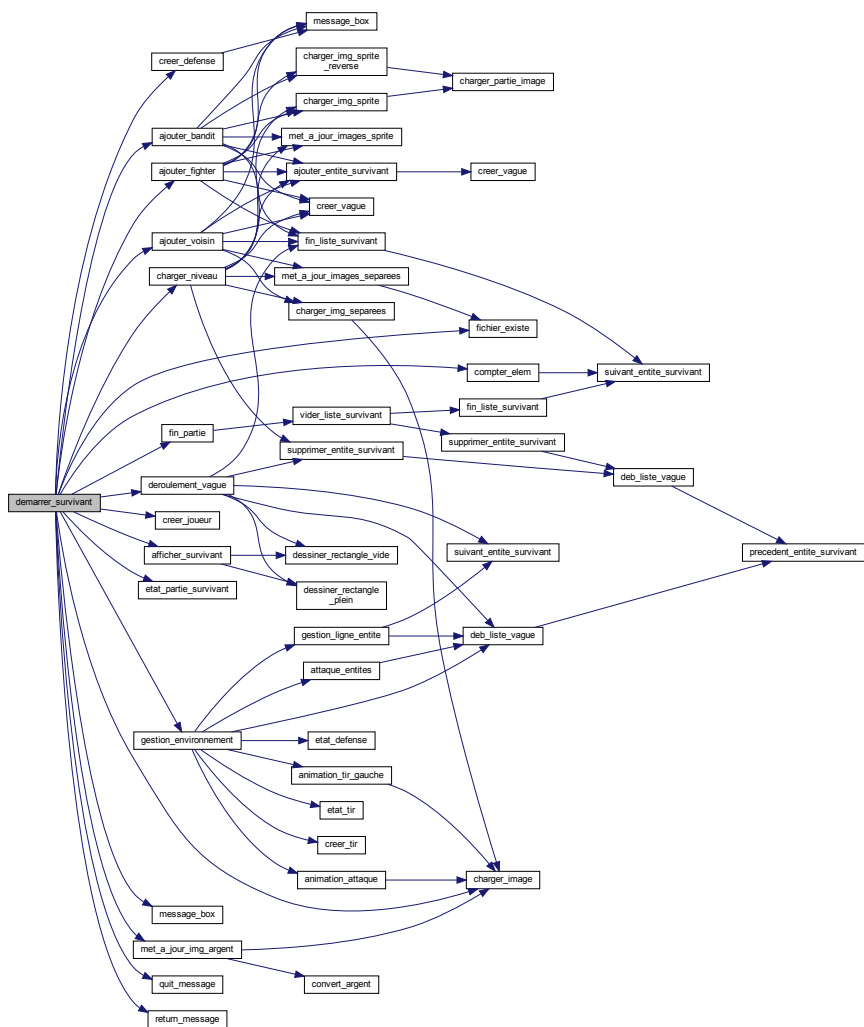 message_box
creer_defense
charger_img_sprite
_reverse
charger_partie_image
charger_img_sprite
ajouter_bandit
met_a_jour_images_sprite
ajouter_fighter
ajouter_entite_survivant
creer_vague
creer_vague
ajouter_voisin
fin_liste_survivant
charger_niveau
met_a_jour_images_separees
charger_img_separees
fichier_existe
compter_elem
suivant_entite_survivant
fin_liste_survivant
vider_liste_survivant
fin_partie
supprimer_entite_survivant
supprimer_entite_survivant
deb_liste_vague
deroulement_vague
demarrer_survivant
creer_joueur
afficher_survivant
dessiner_rectangle_vide
suivant_entite_survivant
precedent_entite_survivant
etat_partie_survivant
dessiner_rectangle
_plein
gestion_ligne_entite
deb_liste_vague
attaque_entites
gestion_environnement
etat_defense
animation_tir_gauche
etat_tir
creer_tir
animation_attaque
charger_image
message_box
met_a_jour_img_argent
quit_message
convert_argent
return_message